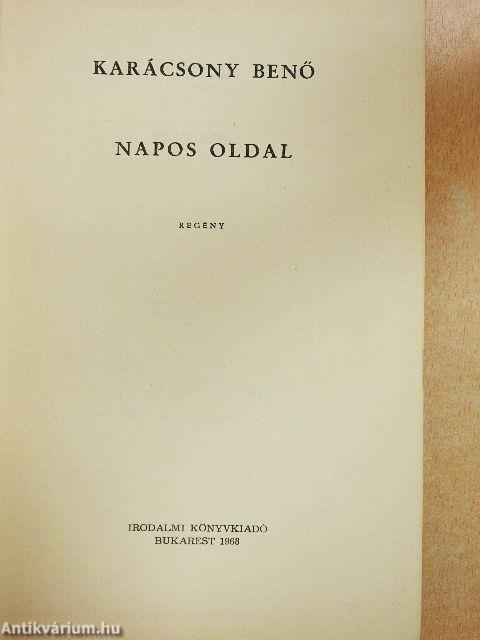 KARÁCSONY BENŐ
NAPOS OLDAL
REGÉNY
IRODALMI KÖNYVKIADÓ
BUKAREST 1968
Antikvárium.hu